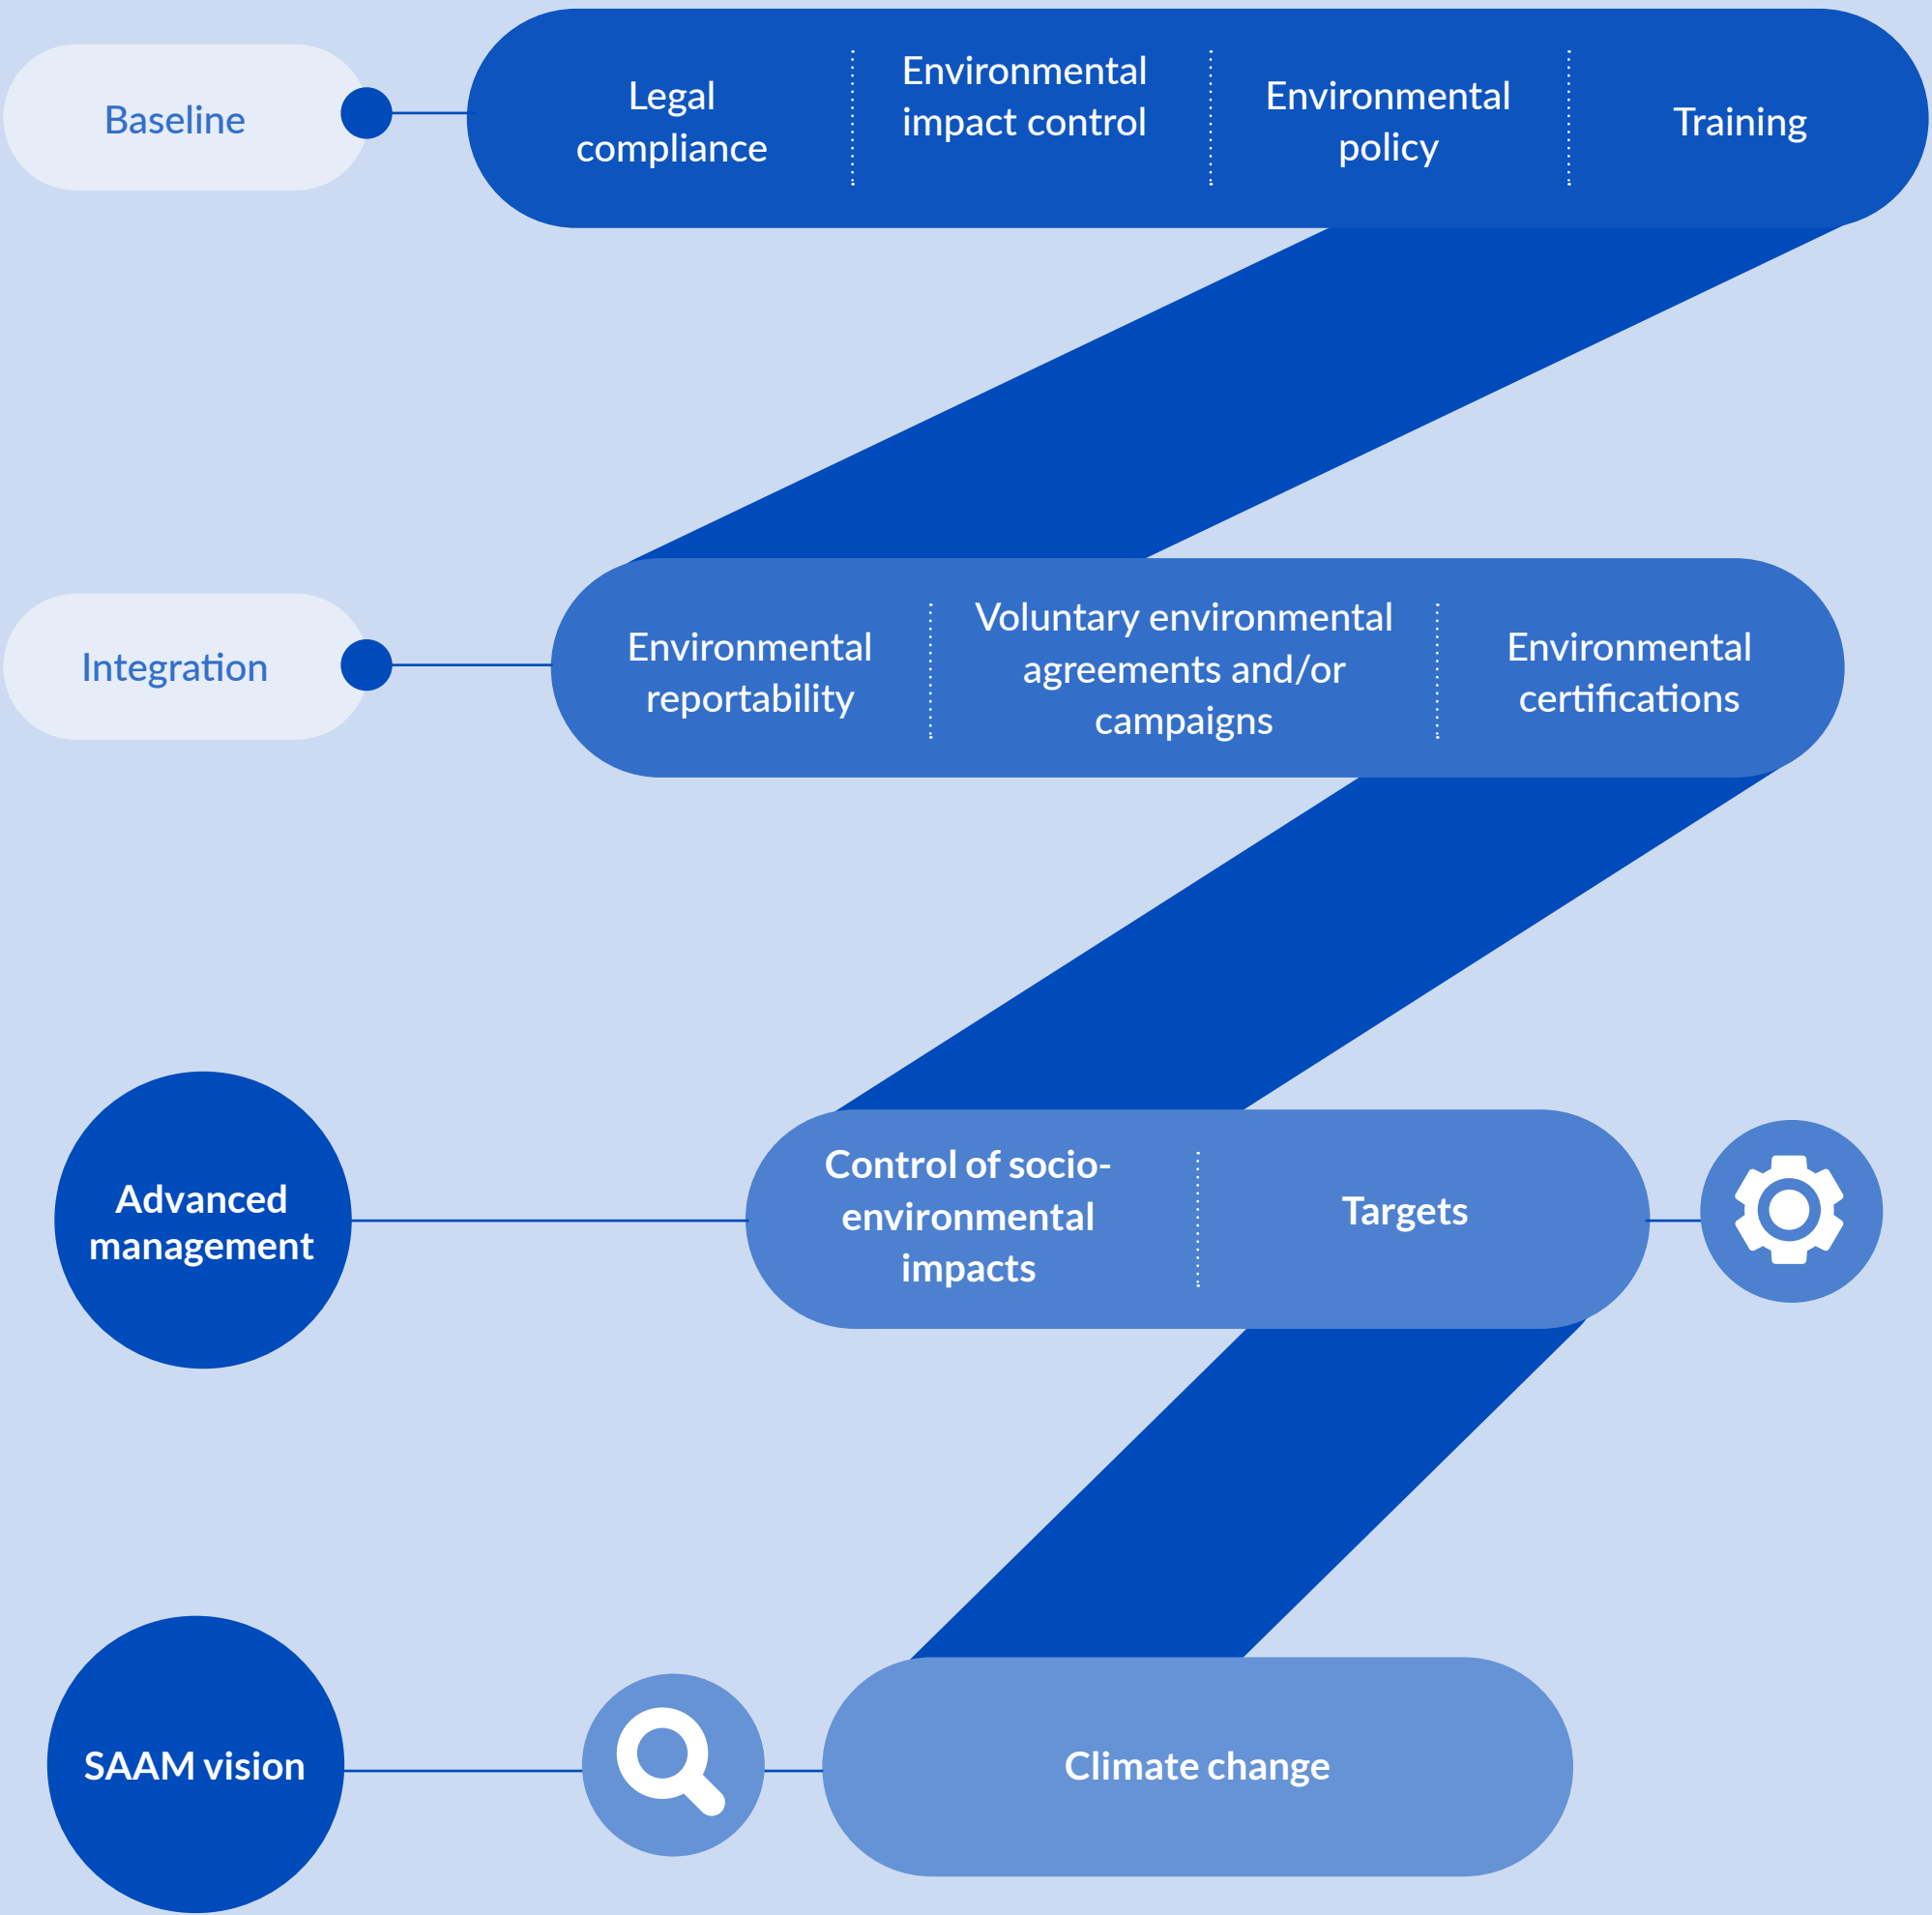 Baseline
Legal
compliance
Environmental
impact control
Environmental
policy
Training
Integration
Environmental
reportability
Voluntary environmental
agreements and/or
campaigns
Environmental
certifications
Advanced
management
Control of socio-
environmental
impacts
Targets
SAAM vision
Climate change